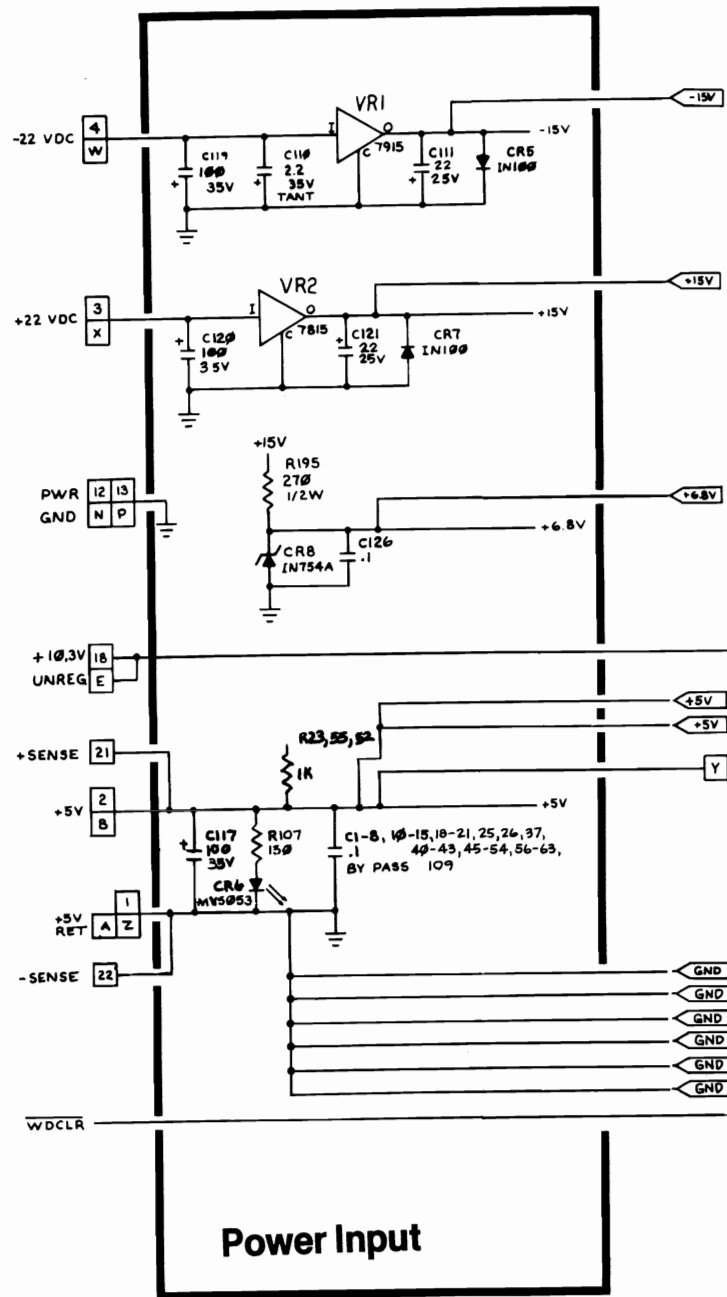 VR1
-22 VDC
4
W
I
O
7915
C
C119
100
35V
+
C110
2.2
35V
TANT
+
C111
22
25V
+
CR5
IN100
-15V
-15V
VR2
+22 VDC
3
X
I
O
7815
C
C120
100
35V
+
C121
22
25V
+
CR7
IN100
+15V
+15V
+15V
R195
270
1/2W
PWR
GND
12
13
N
P
CR8
IN754A
C126
.1
+6.8V
+6.8V
+10,3V
UNREG
18
E
+5V
+5V
+SENSE
21
R23,55,52
1K
Y
+5V
2
B
+5V
C117
100
35V
+
R107
150
CR6
MV5053
C1-8, 10-15,18-21,25,26,37,
.1
40-43,45-54,56-63,
BY PASS 109
+5V
RET
1
A
Z
-SENSE
22
GND
GND
GND
GND
GND
GND
WDCLR
Power Input